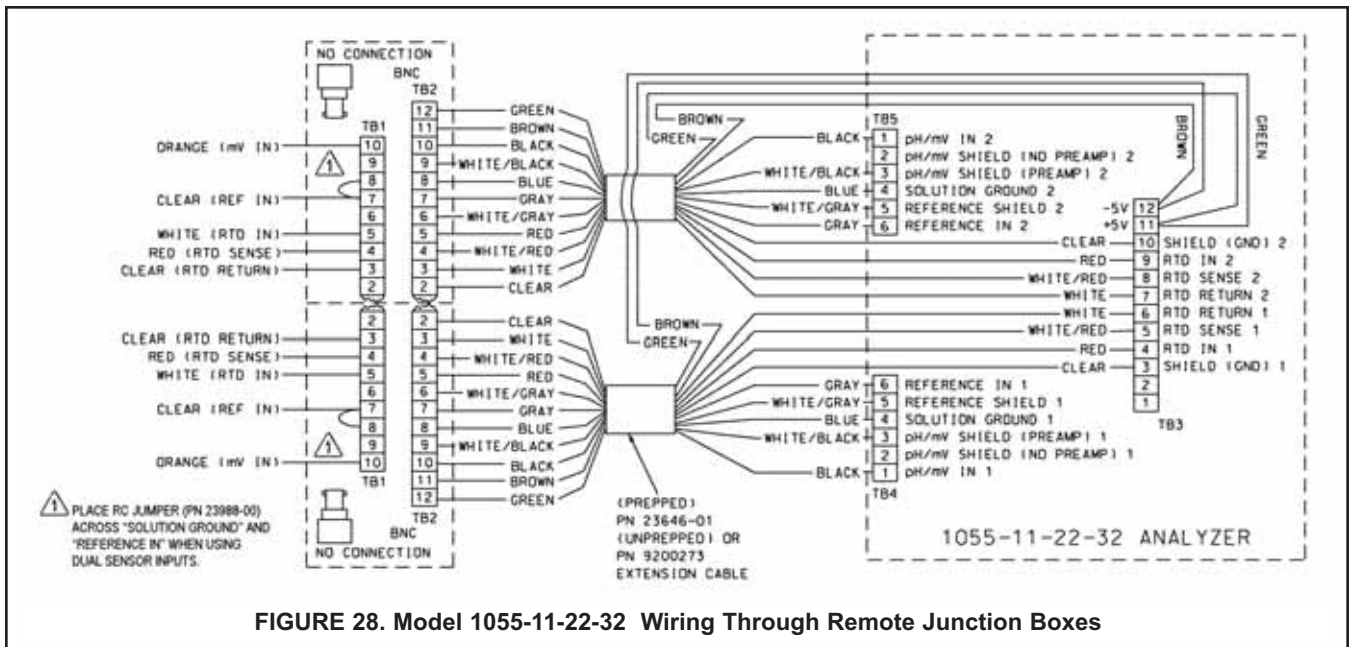 NO CONNECTION
BNC
TB2
TB1
12 GREEN
11 BROWN
10 BLACK
9 WHITE/BLACK
8 BLUE
7 GRAY
6 WHITE/GRAY
5 RED
4 WHITE/RED
3 WHITE
2 CLEAR
ORANGE (mV IN) 10
1 9
8
CLEAR (REF IN) 7
6
WHITE (RTD IN) 5
RED (RTD SENSE) 4
CLEAR (RTD RETURN) 3
2
2
CLEAR (RTD RETURN) 3
RED (RTD SENSE) 4
WHITE (RTD IN) 5
6
CLEAR (REF IN) 7
8
1 9
ORANGE (mV IN) 10
TB1
2 CLEAR
3 WHITE
4 WHITE/RED
5 RED
6 WHITE/GRAY
7 GRAY
8 BLUE
9 WHITE/BLACK
10 BLACK
11 BROWN
12 GREEN
TB2
BNC
NO CONNECTION
BROWN
GREEN
BROWN
GREEN
BROWN
GREEN
TB5
BLACK 1 pH/mV IN 2
2 pH/mV SHIELD (NO PREAMP) 2
WHITE/BLACK 3 pH/mV SHIELD (PREAMP) 2
BLUE 4 SOLUTION GROUND 2
WHITE/GRAY 5 REFERENCE SHIELD 2
GRAY 6 REFERENCE IN 2
-5V 12
+5V 11
CLEAR 10 SHIELD (GND) 2
RED 9 RTD IN 2
WHITE/RED 8 RTD SENSE 2
WHITE 7 RTD RETURN 2
WHITE 6 RTD RETURN 1
WHITE/RED 5 RTD SENSE 1
RED 4 RTD IN 1
CLEAR 3 SHIELD (GND) 1
2
1
TB3
GRAY 6 REFERENCE IN 1
WHITE/GRAY 5 REFERENCE SHIELD 1
BLUE 4 SOLUTION GROUND 1
WHITE/BLACK 3 pH/mV SHIELD (PREAMP) 1
2 pH/mV SHIELD (NO PREAMP) 1
BLACK 1 pH/mV IN 1
TB4
1055-11-22-32 ANALYZER
(PREPPED)
PN 23646-01
(UNPREPPED) OR
PN 9200273
EXTENSION CABLE
1 PLACE RC JUMPER (PN 23988-00)
ACROSS "SOLUTION GROUND" AND
"REFERENCE IN" WHEN USING
DUAL SENSOR INPUTS.
FIGURE 28. Model 1055-11-22-32 Wiring Through Remote Junction Boxes